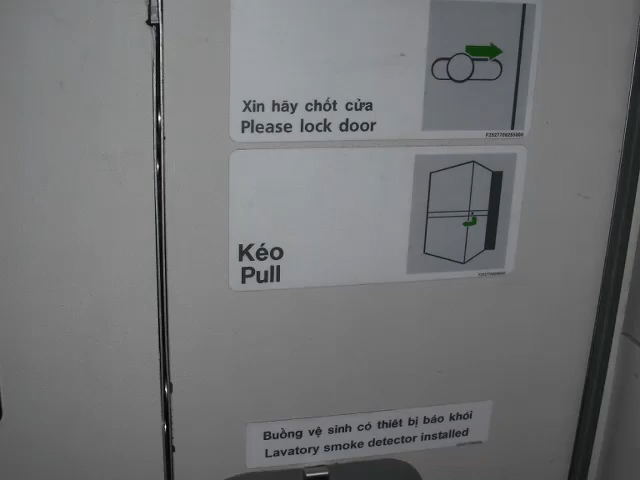 Xin hãy chốt cửa
Please lock door
Kéo
Pull
Buồng vệ sinh có thiết bị báo khói
Lavatory smoke detector installed